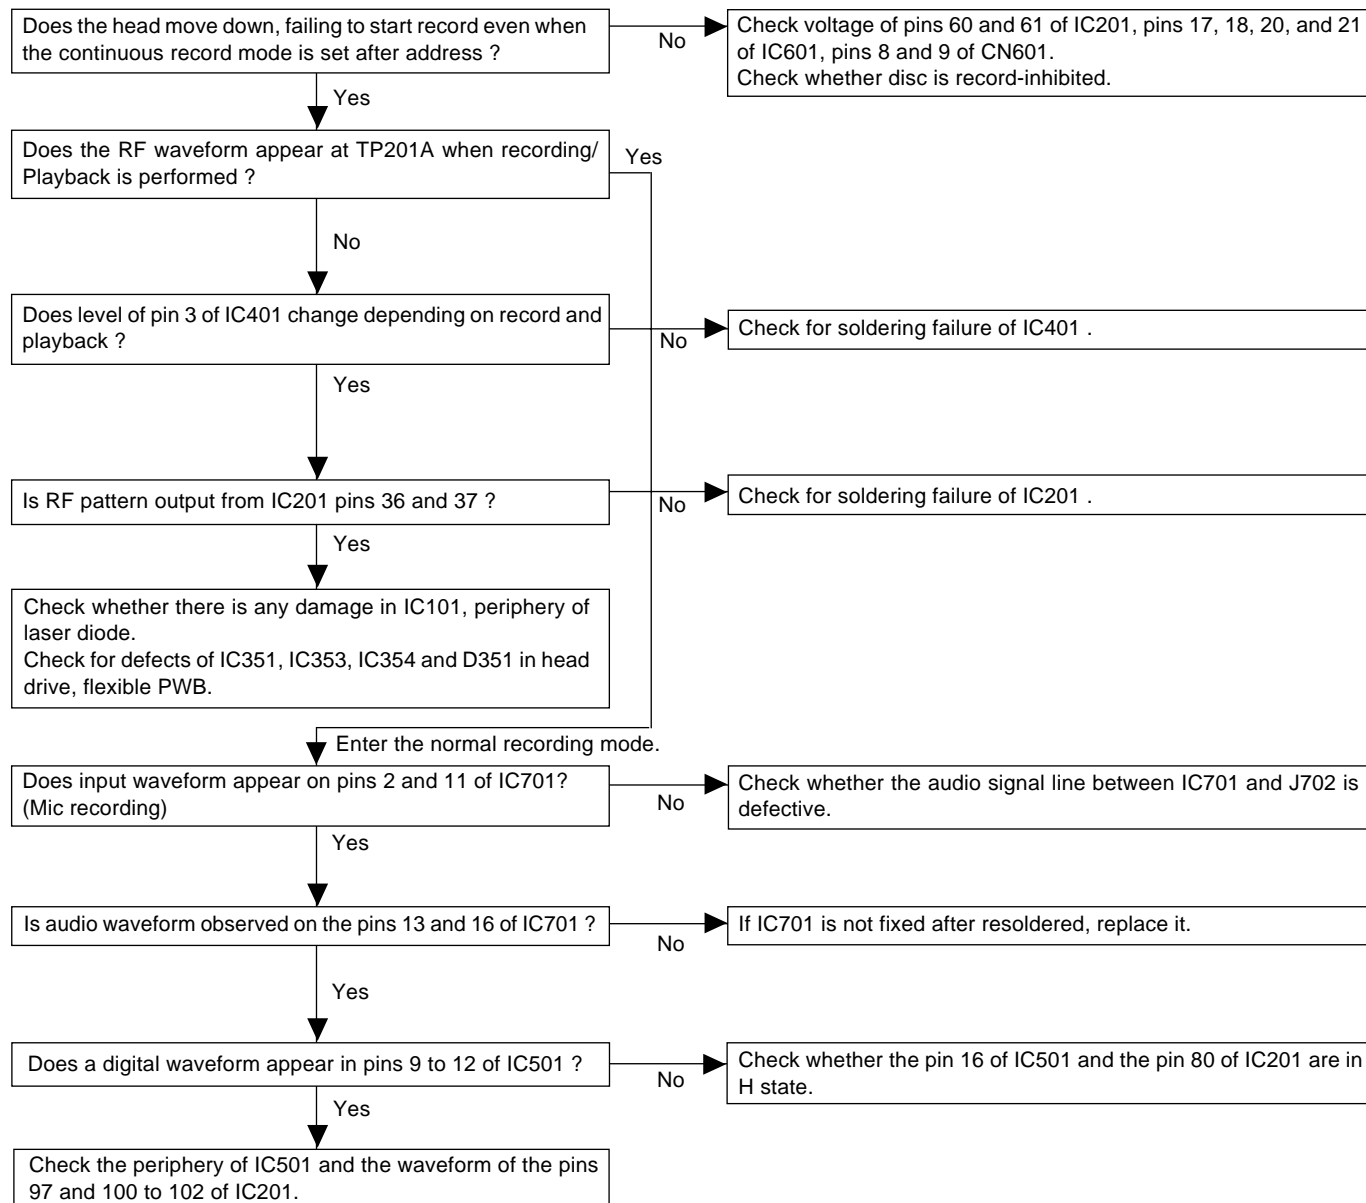 Does the head move down, failing to start record even when
the continuous record mode is set after address ?
No
Check voltage of pins 60 and 61 of IC201, pins 17, 18, 20, and 21
of IC601, pins 8 and 9 of CN601.
Check whether disc is record-inhibited.
Yes
Does the RF waveform appear at TP201A when recording/
Playback is performed ?
Yes
No
Does level of pin 3 of IC401 change depending on record and
playback ?
No
Check for soldering failure of IC401 .
Yes
Is RF pattern output from IC201 pins 36 and 37 ?
No
Check for soldering failure of IC201 .
Yes
Check whether there is any damage in IC101, periphery of
laser diode.
Check for defects of IC351, IC353, IC354 and D351 in head
drive, flexible PWB.
Enter the normal recording mode.
Does input waveform appear on pins 2 and 11 of IC701?
(Mic recording)
No
Check whether the audio signal line between IC701 and J702 is
defective.
Yes
Is audio waveform observed on the pins 13 and 16 of IC701 ?
No
If IC701 is not fixed after resoldered, replace it.
Yes
Does a digital waveform appear in pins 9 to 12 of IC501 ?
No
Check whether the pin 16 of IC501 and the pin 80 of IC201 are in
H state.
Yes
Check the periphery of IC501 and the waveform of the pins
97 and 100 to 102 of IC201.